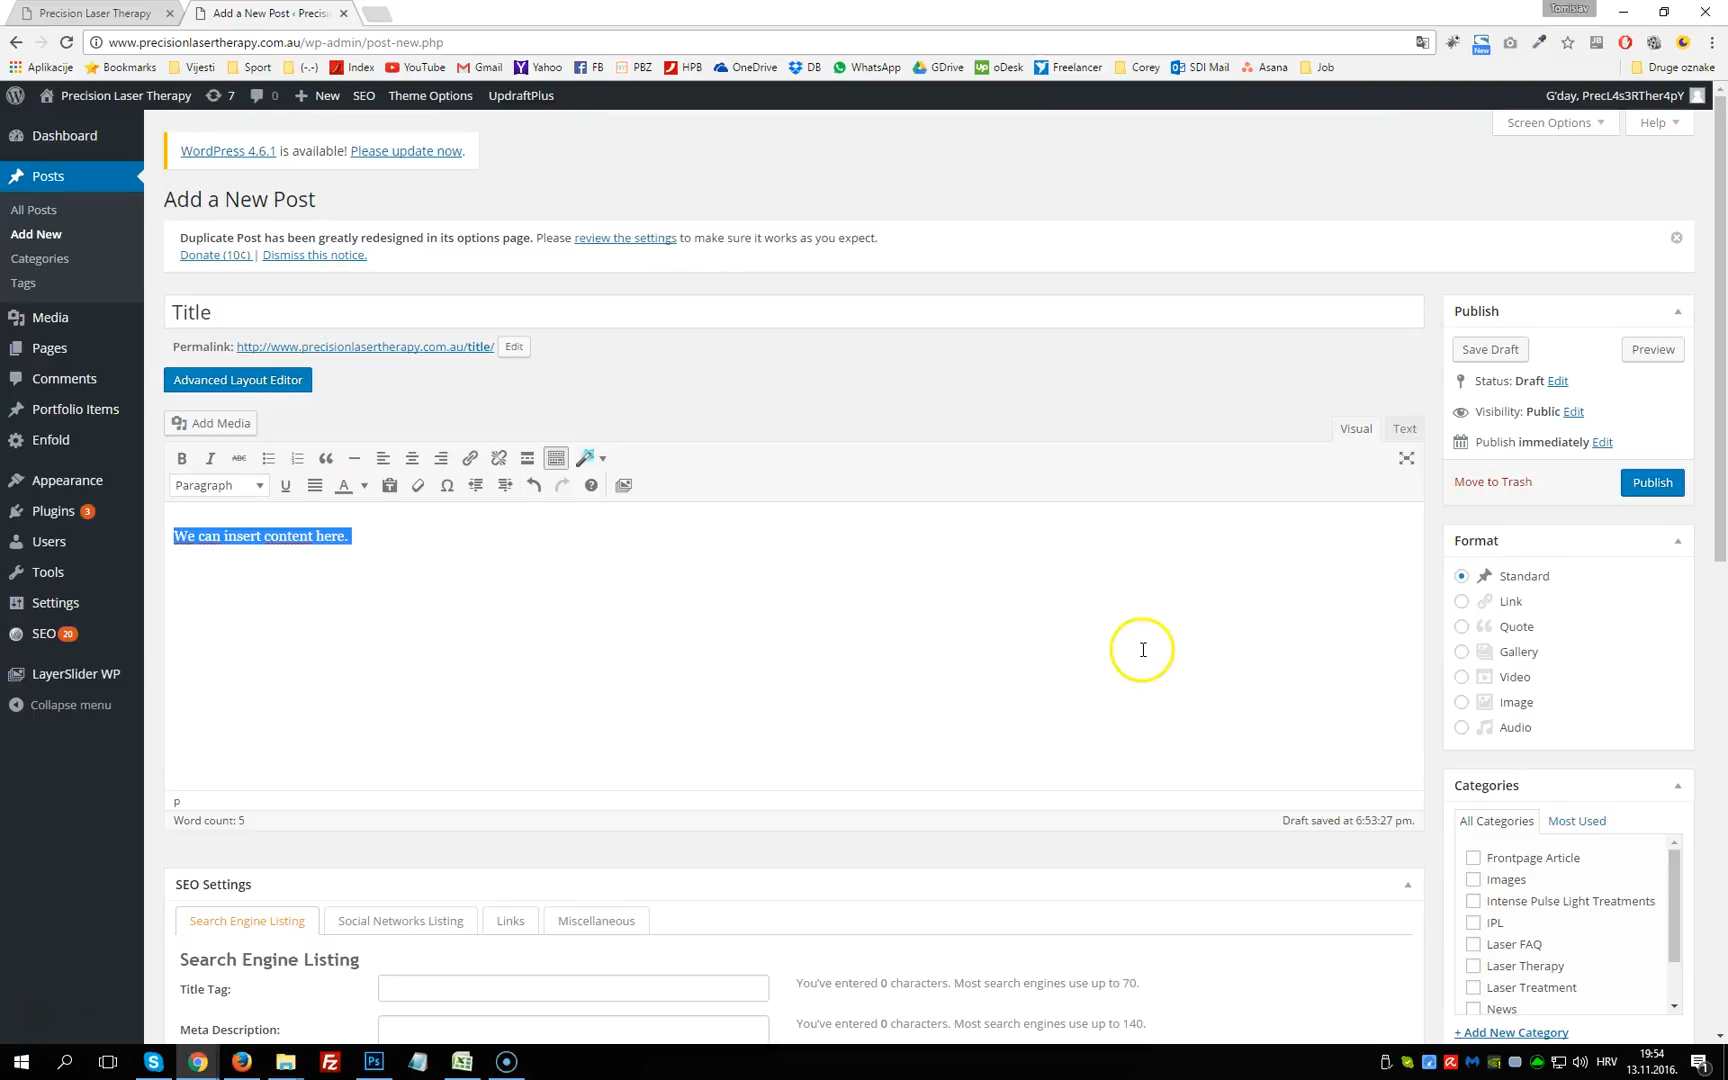 Precision Laser Therapy
Add a New Post ‹ Precis
Tomislav
www.precisionlasertherapy.com.au/wp-admin/post-new.php
New
Aplikacije Bookmarks Vijesti Sport (-.-) Index YouTube Gmail Yahoo FB PBZ HPB OneDrive DB WhatsApp GDrive oDesk Freelancer Corey SDI Mail Asana Job Druge oznake
Precision Laser Therapy 7 0 New SEO Theme Options UpdraftPlus G'day, PrecL4s3RTher4pY
Screen Options Help
Dashboard
Posts
All Posts
Add New
Categories
Tags
Media
Pages
Comments
Portfolio Items
Enfold
Appearance
Plugins 3
Users
Tools
Settings
SEO 20
LayerSlider WP
Collapse menu
WordPress 4.6.1 is available! Please update now.
Add a New Post
Duplicate Post has been greatly redesigned in its options page. Please review the settings to make sure it works as you expect.
Donate (10¢) | Dismiss this notice.
Title
Permalink: http://www.precisionlasertherapy.com.au/title/ Edit
Advanced Layout Editor
Add Media
Visual Text
B I ABC
Paragraph U A Ω
We can insert content here.
p
Word count: 5
Draft saved at 6:53:27 pm.
SEO Settings
Search Engine Listing Social Networks Listing Links Miscellaneous
Search Engine Listing
Title Tag:
You've entered 0 characters. Most search engines use up to 70.
Meta Description:
You've entered 0 characters. Most search engines use up to 140.
Publish
Save Draft Preview
Status: Draft Edit
Visibility: Public Edit
Publish immediately Edit
Move to Trash Publish
Format
Standard
Link
Quote
Gallery
Video
Image
Audio
Categories
All Categories Most Used
Frontpage Article
Images
Intense Pulse Light Treatments
IPL
Laser FAQ
Laser Therapy
Laser Treatment
News
+ Add New Category
HRV
19:54
13.11.2016.
1